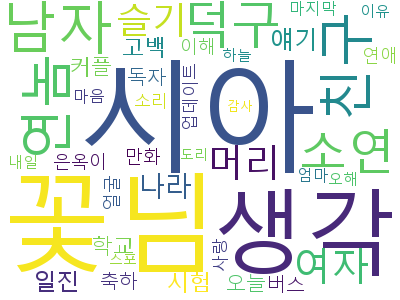 남자 슬기 덕구 마지막 이유
고백 이해 하늘 얘기 연애
커플 독자 소리 업데이트 친구
연놈 시아 감사
마음
내일 은옥이 만화 도리 머리 소연
얼굴 나라 엄마 오해
꽃님 생각
학교 스포 사랑 여자
일진 축하 시험 오늘 버스